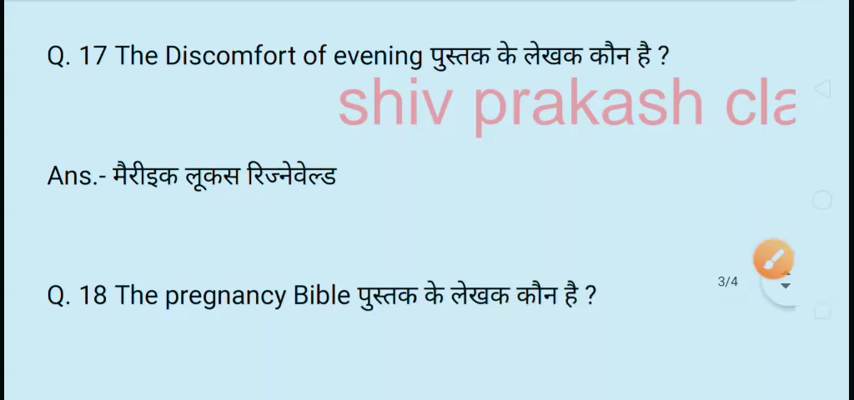 Q. 17 The Discomfort of evening पुस्तक के लेखक कौन है ?
shiv prakash cla
Ans.- मैरीइक लूकस रिज्नेवेल्ड
3/4
Q. 18 The pregnancy Bible पुस्तक के लेखक कौन है ?